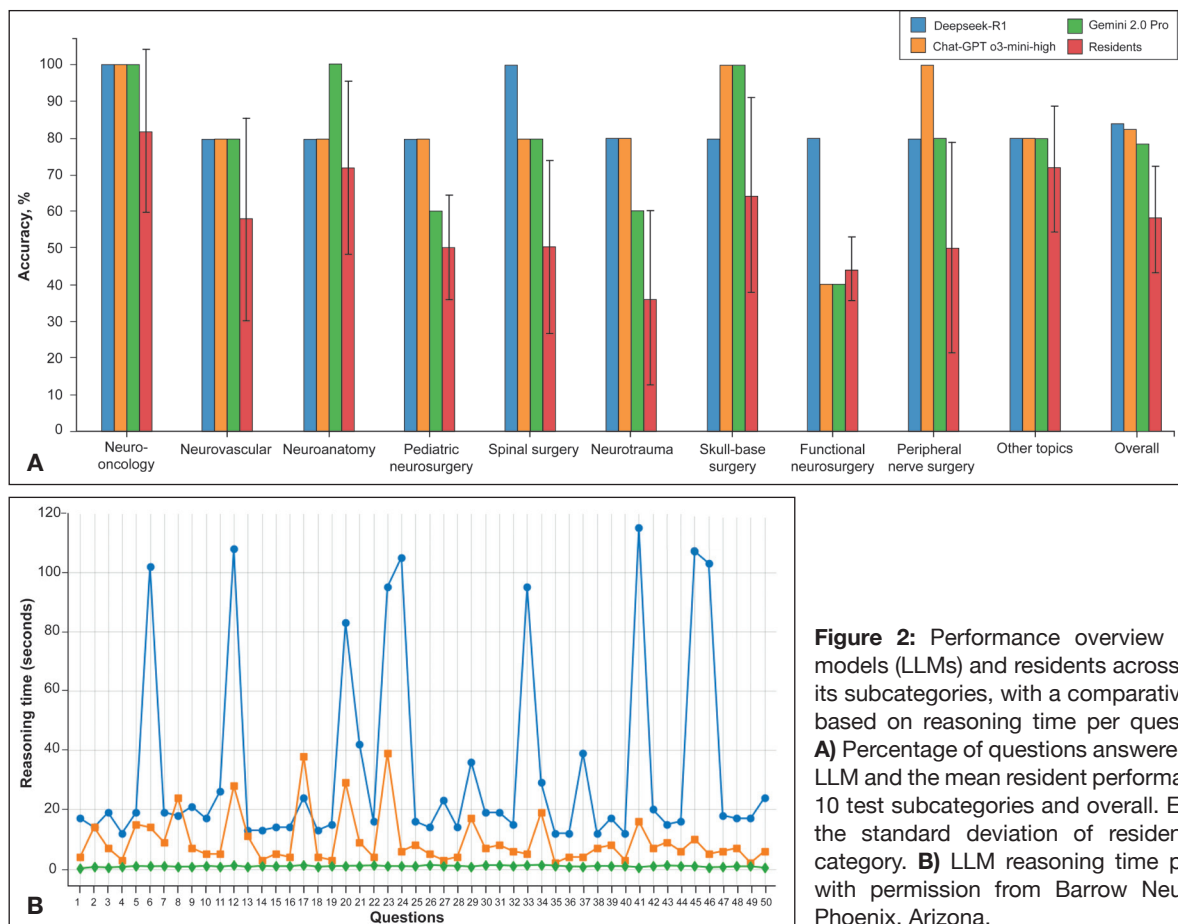 A
Accuracy, %
100
90
80
70
60
50
40
30
20
10
0
Deepseek-R1
Gemini 2.0 Pro
Chat-GPT o3-mini-high
Residents
Neuro-
oncology
Neurovascular
Neuroanatomy
Pediatric
neurosurgery
Spinal surgery
Neurotrauma
Skull-base
surgery
Functional
neurosurgery
Peripheral
nerve surgery
Other topics
Overall
B
Reasoning time (seconds)
120
100
80
60
40
20
0
1 2 3 4 5 6 7 8 9 10 11 12 13 14 15 16 17 18 19 20 21 22 23 24 25 26 27 28 29 30 31 32 33 34 35 36 37 38 39 40 41 42 43 44 45 46 47 48 49 50
Questions
Figure 2: Performance overview
models (LLMs) and residents across
its subcategories, with a comparativ
based on reasoning time per ques
A) Percentage of questions answere
LLM and the mean resident performa
10 test subcategories and overall. E
the standard deviation of residen
category. B) LLM reasoning time p
with permission from Barrow Neu
Phoenix, Arizona.